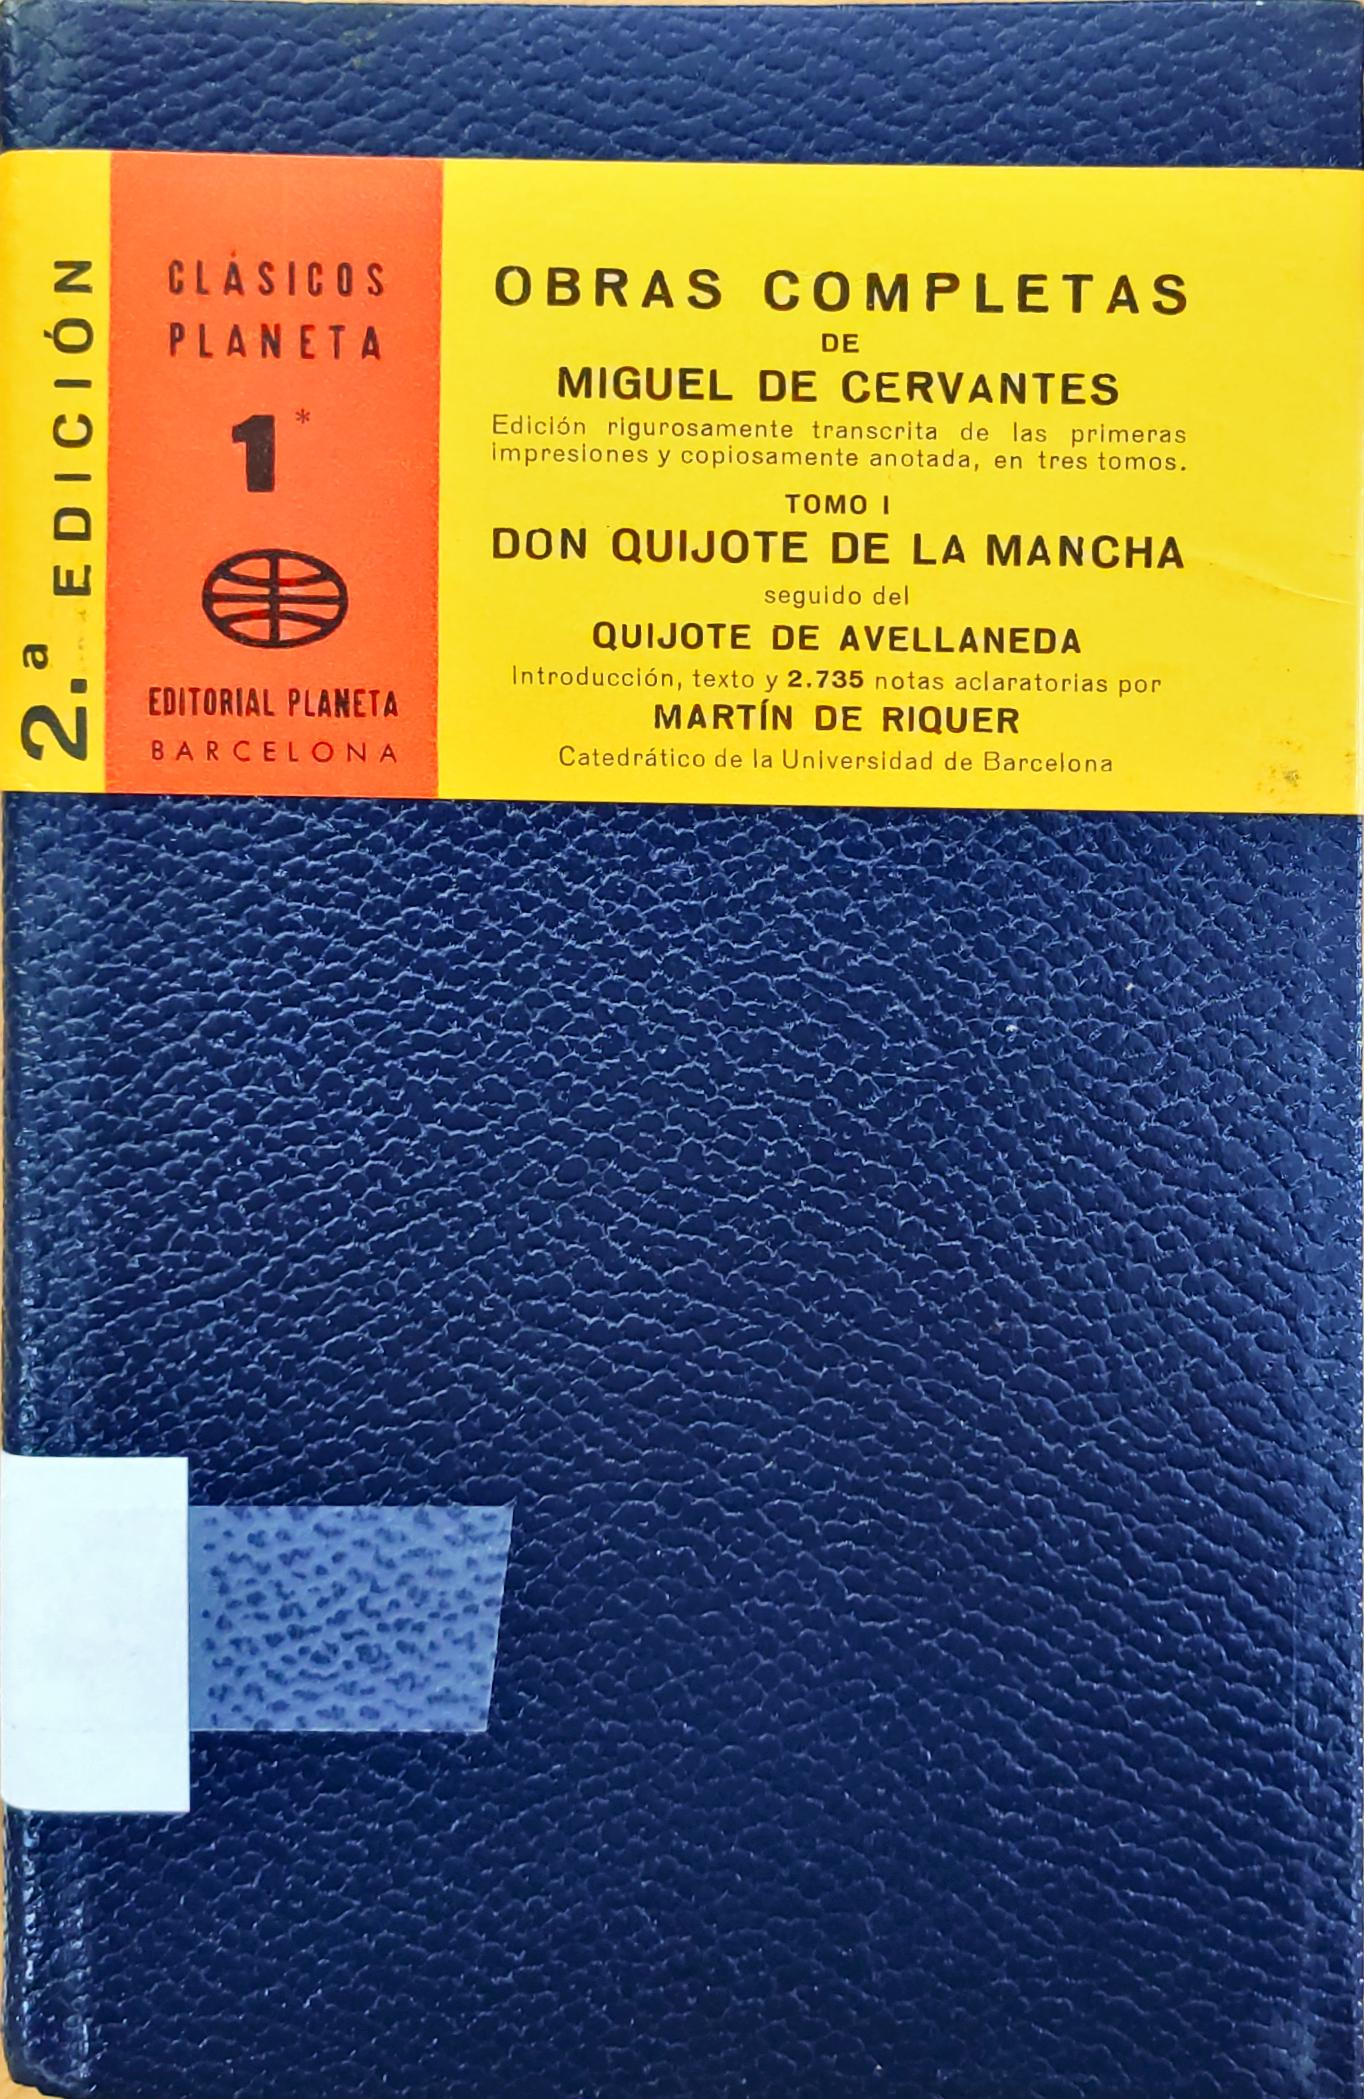 2.ª EDICIÓN
CLÁSICOS
PLANETA
1*
EDITORIAL PLANETA
BARCELONA
OBRAS COMPLETAS
DE
MIGUEL DE CERVANTES
Edición rigurosamente transcrita de las primeras
impresiones y copiosamente anotada, en tres tomos.
TOMO I
DON QUIJOTE DE LA MANCHA
seguido del
QUIJOTE DE AVELLANEDA
Introducción, texto y 2.735 notas aclaratorias por
MARTÍN DE RIQUER
Catedrático de la Universidad de Barcelona